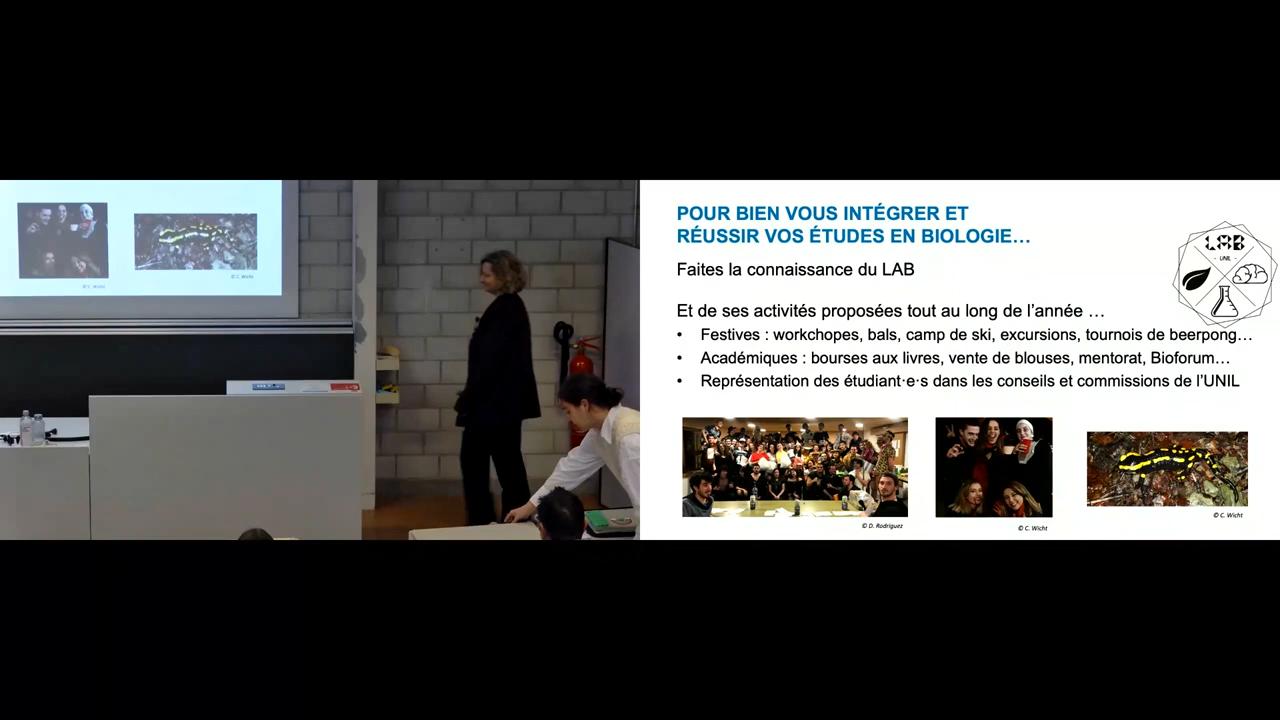 POUR BIEN VOUS INTÉGRER ET
RÉUSSIR VOS ÉTUDES EN BIOLOGIE…
LAB
- UNIL -
Faites la connaissance du LAB
Et de ses activités proposées tout au long de l’année …
• Festives : workchopes, bals, camp de ski, excursions, tournois de beerpong…
• Académiques : bourses aux livres, vente de blouses, mentorat, Bioforum…
• Représentation des étudiant·e·s dans les conseils et commissions de l’UNIL
© D. Rodriguez
© C. Wicht
© C. Wicht
© C. Wicht
© C. Wicht